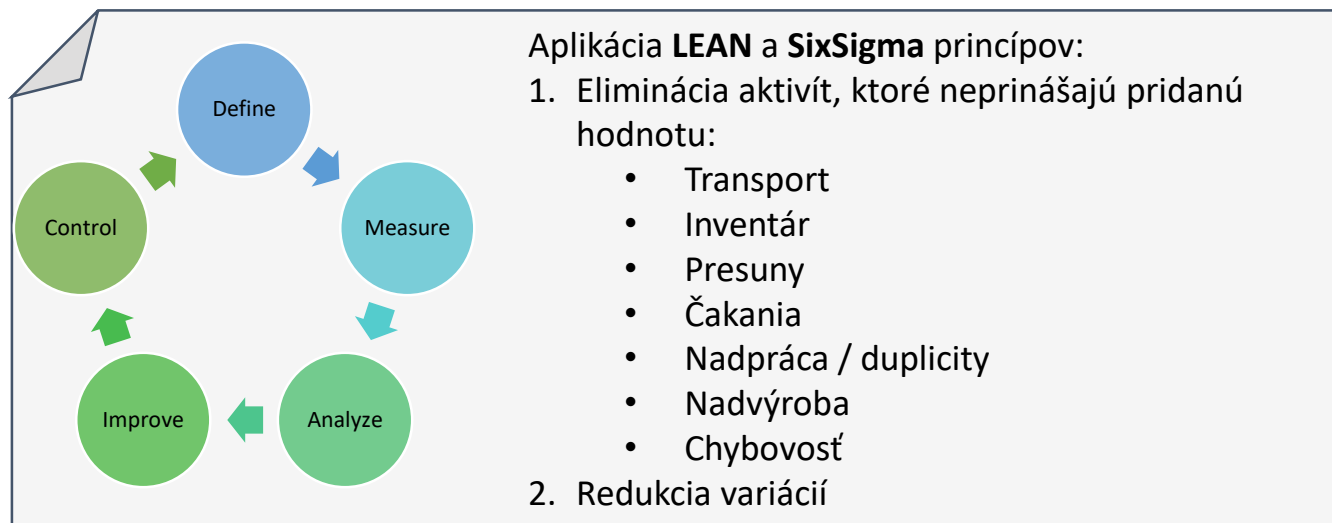 Define
Measure
Analyze
Improve
Control
Aplikácia LEAN a SixSigma princípov:
1. Eliminácia aktivít, ktoré neprinášajú pridanú
hodnotu:
• Transport
• Inventár
• Presuny
• Čakania
• Nadpráca / duplicity
• Nadvýroba
• Chybovosť
2. Redukcia variácií